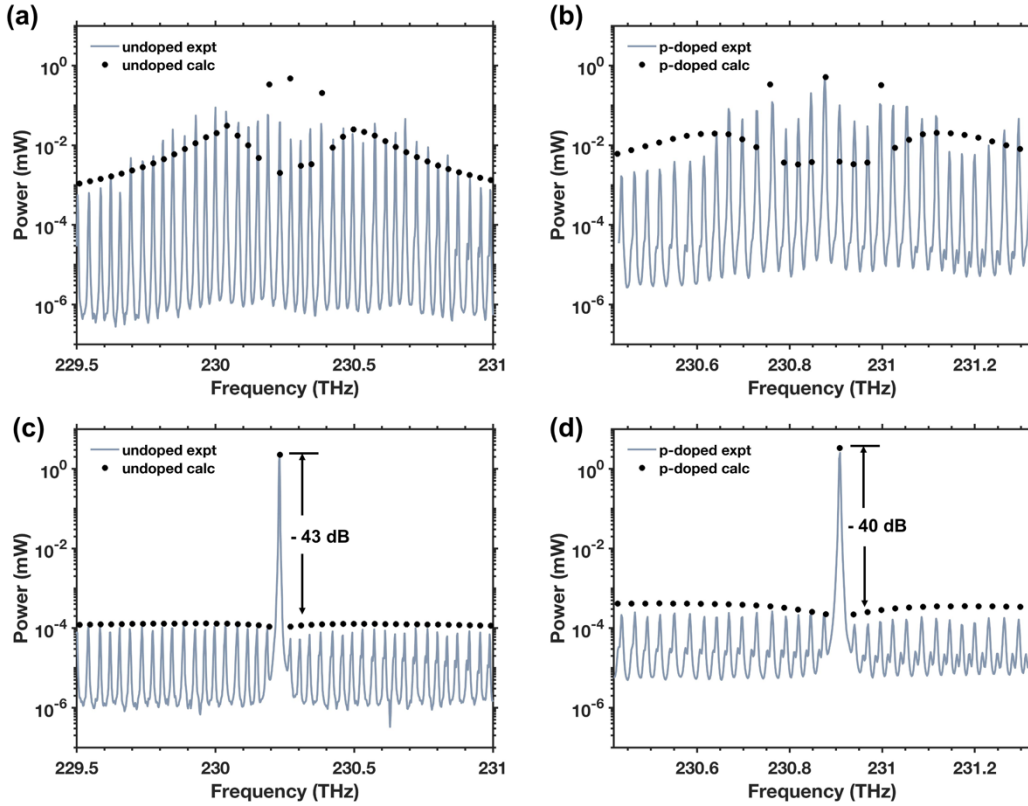 (a)
undoped expt
undoped calc
10^0
10^-2
10^-4
10^-6
Power (mW)
229.5 230 230.5 231
Frequency (THz)
(b)
p-doped expt
p-doped calc
10^0
10^-2
10^-4
10^-6
Power (mW)
230.6 230.8 231 231.2
Frequency (THz)
(c)
undoped expt
undoped calc
- 43 dB
10^0
10^-2
10^-4
10^-6
Power (mW)
229.5 230 230.5 231
Frequency (THz)
(d)
p-doped expt
p-doped calc
- 40 dB
10^0
10^-2
10^-4
10^-6
Power (mW)
230.6 230.8 231 231.2
Frequency (THz)